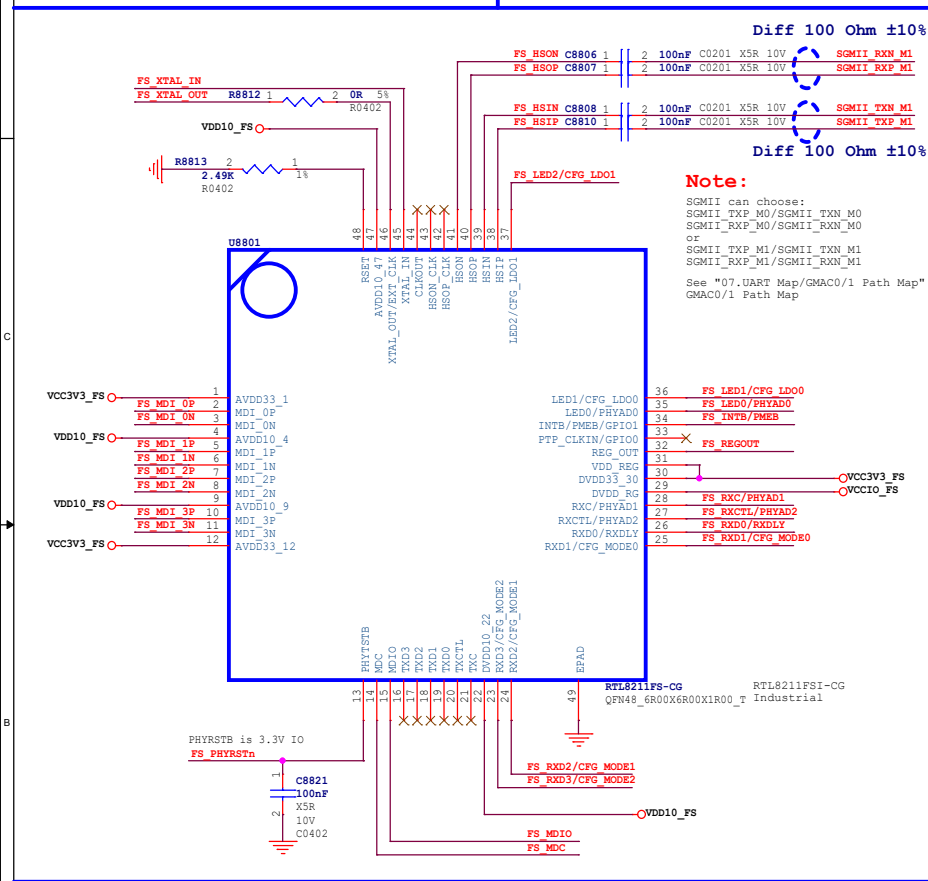 Diff 100 Ohm ±10%
FS_HSON C8806 1 2 100nF C0201 X5R 10V SGMII_RXN_M1
FS_HSOP C8807 1 2 100nF C0201 X5R 10V SGMII_RXP_M1
FS_XTAL_IN
FS_XTAL_OUT R8812 1 2 0R 5%
R0402
FS_HSIN C8808 1 2 100nF C0201 X5R 10V SGMII_TXN_M1
FS_HSIP C8810 1 2 100nF C0201 X5R 10V SGMII_TXP_M1
VDD10_FS
Diff 100 Ohm ±10%
R8813 2 1
2.49K 1%
R0402
FS_LED2/CFG_LDO1
Note:
SGMII can choose:
SGMII_TXP_M0/SGMII_TXN_M0
SGMII_RXP_M0/SGMII_RXN_M0
or
SGMII_TXP_M1/SGMII_TXN_M1
SGMII_RXP_M1/SGMII_RXN_M1
See "07.UART Map/GMAC0/1 Path Map"
GMAC0/1 Path Map
48 47 46 45 44 43 42 41 40 39 38 37
U8801
RSET
AVDD10_47
XTAL_OUT/EXT_CLK
XTAL_IN
CLKOUT
HSON_CLK
HSOP_CLK
HSON
HSOP
HSIN
HSIP
LED2/CFG_LDO1
C
VCC3V3_FS 1 AVDD33_1
FS_MDI_0P 2 MDI_0P
FS_MDI_0N 3 MDI_0N
VDD10_FS 4 AVDD10_4
FS_MDI_1P 5 MDI_1P
FS_MDI_1N 6 MDI_1N
FS_MDI_2P 7 MDI_2P
FS_MDI_2N 8 MDI_2N
VDD10_FS 9 AVDD10_9
FS_MDI_3P 10 MDI_3P
FS_MDI_3N 11 MDI_3N
VCC3V3_FS 12 AVDD33_12
LED1/CFG_LDO0 36 FS_LED1/CFG_LDO0
LED0/PHYAD0 35 FS_LED0/PHYAD0
INTB/PMEB/GPIO1 34 FS_INTB/PMEB
PTP_CLKIN/GPIO0 33
REG_OUT 32 FS_REGOUT
VDD_REG 31
DVDD33_30 30 VCC3V3_FS
DVDD_RG 29 VCCIO_FS
RXC/PHYAD1 28 FS_RXC/PHYAD1
RXCTL/PHYAD2 27 FS_RXCTL/PHYAD2
RXD0/RXDLY 26 FS_RXD0/RXDLY
RXD1/CFG_MODE0 25 FS_RXD1/CFG_MODE0
PHYTSTB
MDC
MDIO
TXD3
TXD2
TXD1
TXD0
TXCTL
TXC
DVDD10_22
RXD3/CFG_MODE2
RXD2/CFG_MODE1
EPAD
13 14 15 16 17 18 19 20 21 22 23 24 49
RTL8211FS-CG RTL8211FSI-CG
QFN48_6R00X6R00X1R00_T Industrial
B
PHYRSTB is 3.3V IO
FS_PHYRSTn
1 C8821
100nF
X5R
2 10V
C0402
FS_RXD2/CFG_MODE1
FS_RXD3/CFG_MODE2
VDD10_FS
FS_MDIO
FS_MDC